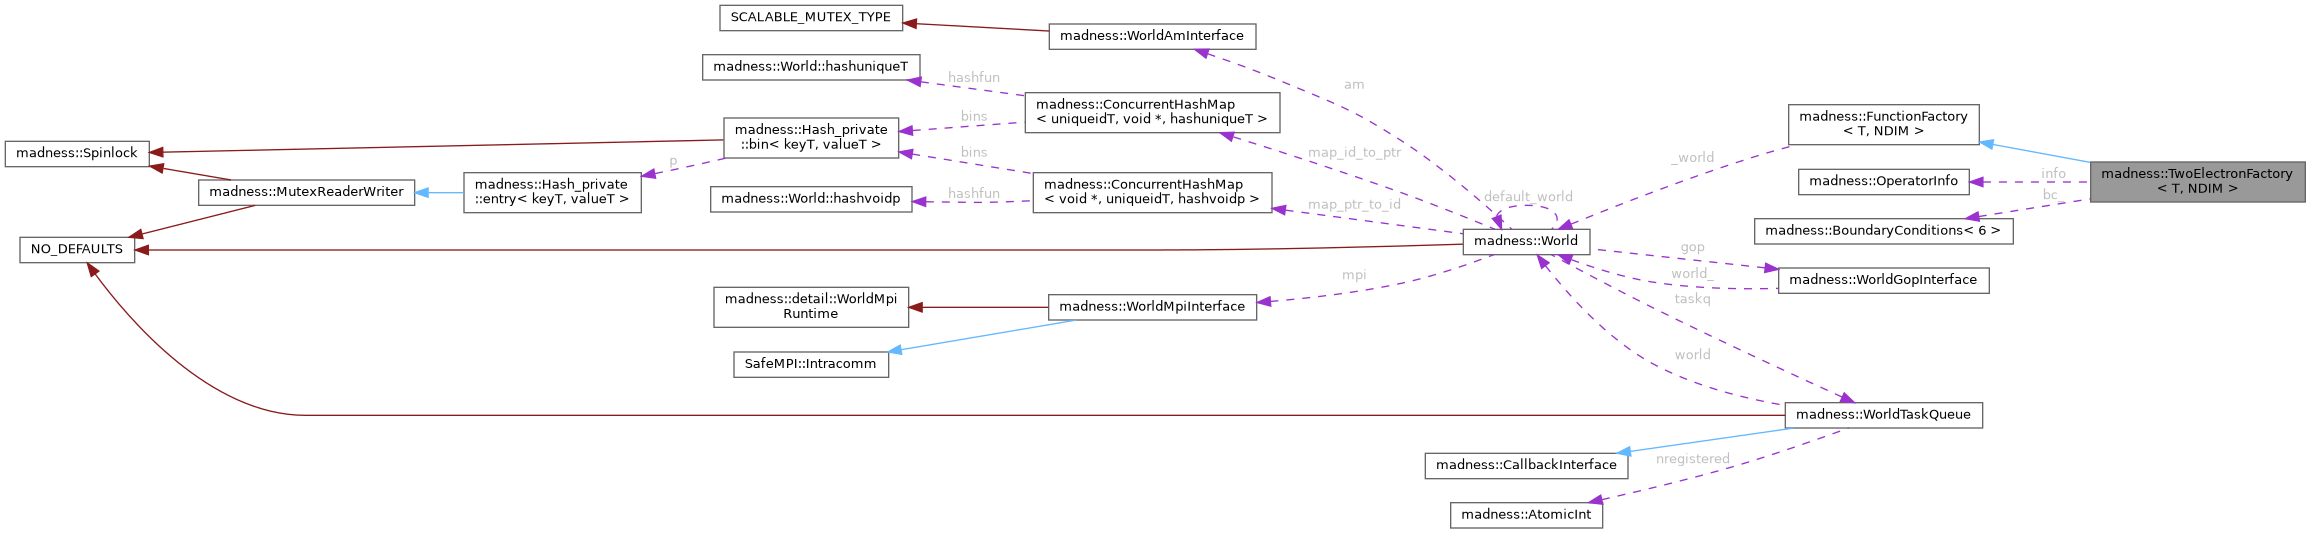 SCALABLE_MUTEX_TYPE
madness::WorldAmInterface
madness::World::hashuniqueT
hashfun
am
madness::ConcurrentHashMap
< uniqueidT, void *, hashuniqueT >
bins
madness::Hash_private
::bin< keyT, valueT >
madness::FunctionFactory
< T, NDIM >
madness::Spinlock
bins
map_id_to_ptr
_world
p
madness::TwoElectronFactory
< T, NDIM >
info
madness::OperatorInfo
madness::MutexReaderWriter
madness::Hash_private
::entry< keyT, valueT >
madness::World::hashvoidp
hashfun
madness::ConcurrentHashMap
< void *, uniqueidT, hashvoidp >
default_world
bc_
map_ptr_to_id
madness::BoundaryConditions< 6 >
NO_DEFAULTS
madness::World
gop
mpi
world_
madness::WorldGopInterface
taskq
madness::detail::WorldMpi
Runtime
madness::WorldMpiInterface
world
SafeMPI::Intracomm
madness::WorldTaskQueue
nregistered
madness::CallbackInterface
madness::AtomicInt